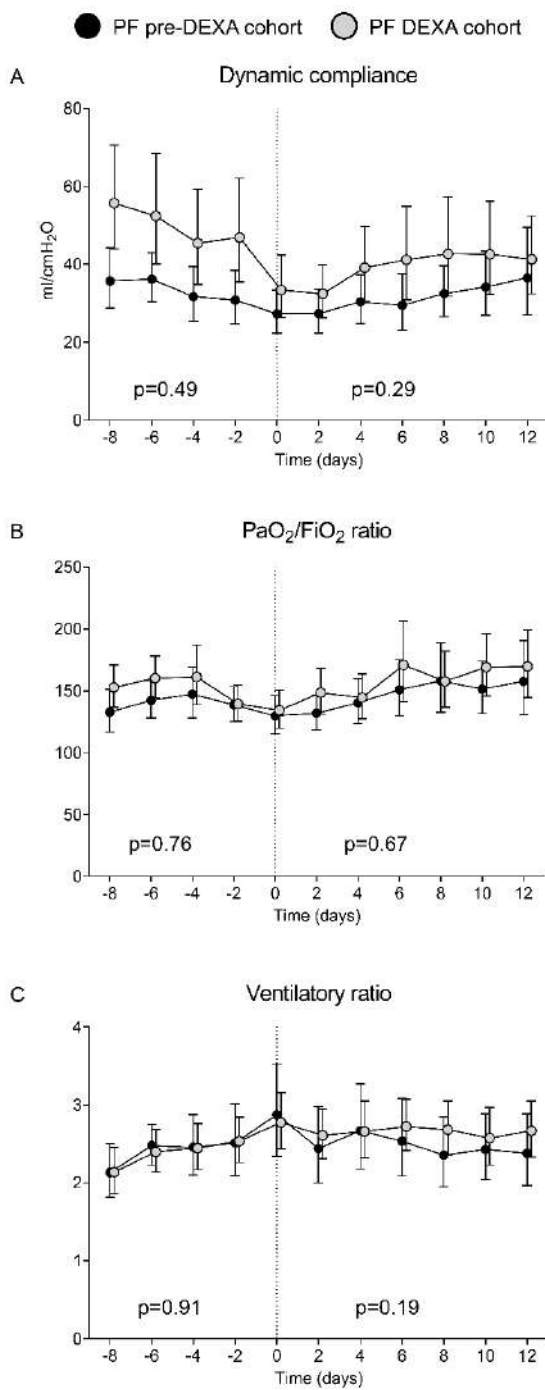 PF pre-DEXA cohort PF DEXA cohort
A Dynamic compliance
ml/cmH₂O
80
60
40
20
0
p=0.49 p=0.29
-8 -6 -4 -2 0 2 4 6 8 10 12
Time (days)
B PaO₂/FiO₂ ratio
250
200
150
100
50
0
p=0.76 p=0.67
-8 -6 -4 -2 0 2 4 6 8 10 12
Time (days)
C Ventilatory ratio
4
3
2
1
0
p=0.91 p=0.19
-8 -6 -4 -2 0 2 4 6 8 10 12
Time (days)